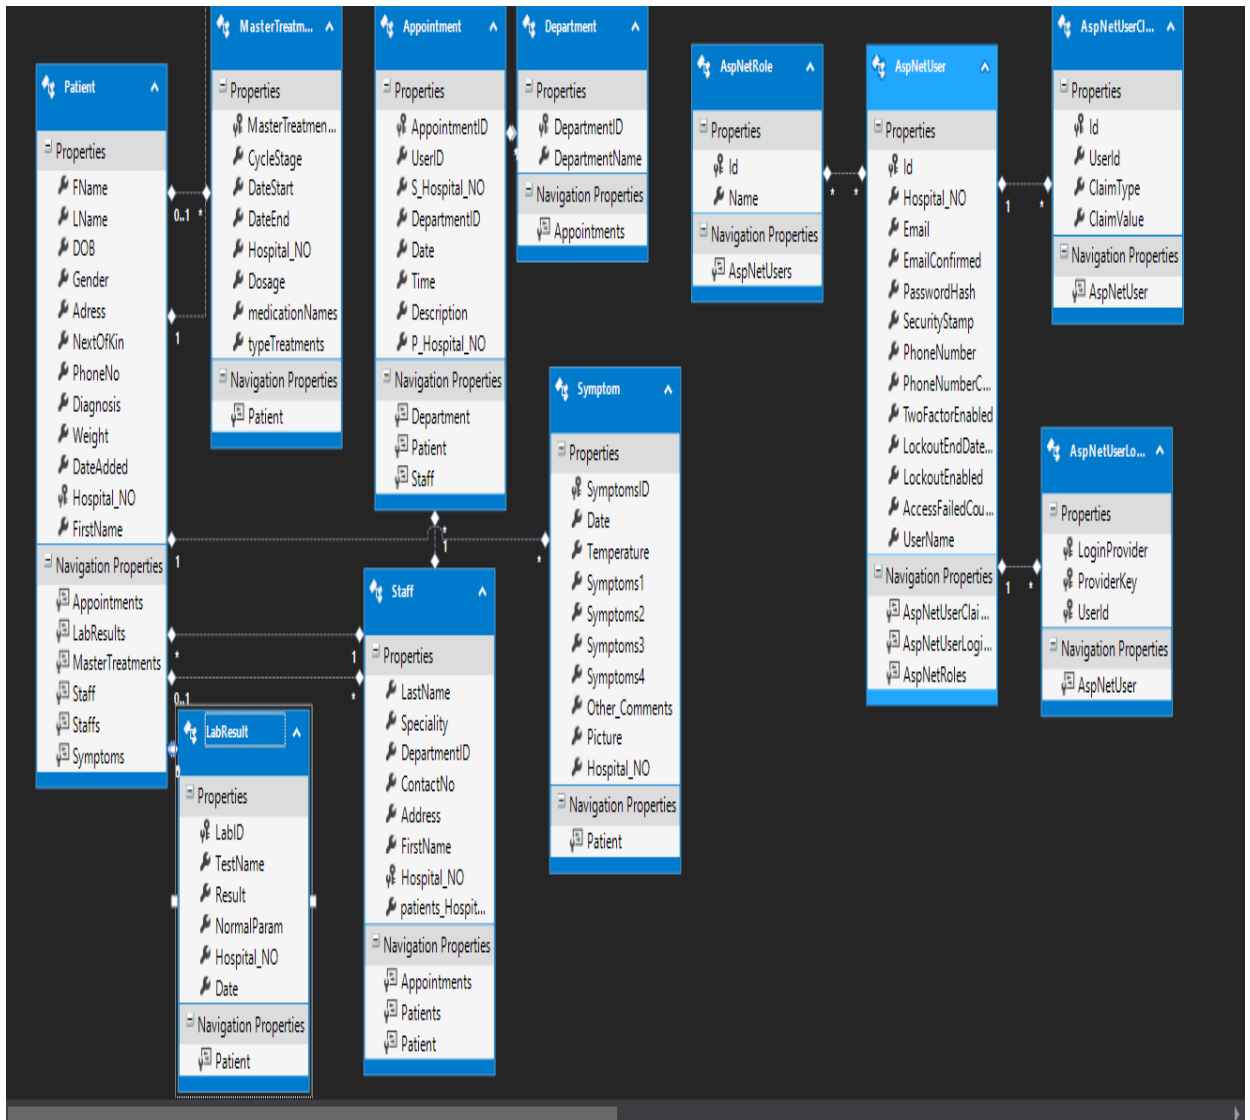 Patient
Properties
FName
LName
DOB
Gender
Adress
NextOfKin
PhoneNo
Diagnosis
Weight
DateAdded
Hospital_NO
FirstName
Navigation Properties
Appointments
LabResults
MasterTreatments
Staff
Staffs
Symptoms
0..1 *
1
1
*
1
0..1
*
MasterTreatm...
Properties
MasterTreatmen...
CycleStage
DateStart
DateEnd
Hospital_NO
Dosage
medicationNames
typeTreatments
Navigation Properties
Patient
Appointment
Properties
AppointmentID
UserID
S_Hospital_NO
DepartmentID
Date
Time
Description
P_Hospital_NO
Navigation Properties
Department
Patient
Staff
*
1
*
Department
Properties
DepartmentID
DepartmentName
Navigation Properties
Appointments
LabResult
Properties
LabID
TestName
Result
NormalParam
Hospital_NO
Date
Navigation Properties
Patient
Staff
Properties
LastName
Speciality
DepartmentID
ContactNo
Address
FirstName
Hospital_NO
patients_Hospit...
Navigation Properties
Appointments
Patients
Patient
Symptom
Properties
SymptomsID
Date
Temperature
Symptoms1
Symptoms2
Symptoms3
Symptoms4
Other_Comments
Picture
Hospital_NO
Navigation Properties
Patient
AspNetRole
Properties
Id
Name
Navigation Properties
AspNetUsers
* *
AspNetUser
Properties
Id
Hospital_NO
Email
EmailConfirmed
PasswordHash
SecurityStamp
PhoneNumber
PhoneNumberC...
TwoFactorEnabled
LockoutEndDate...
LockoutEnabled
AccessFailedCou...
UserName
Navigation Properties
AspNetUserClai...
AspNetUserLogi...
AspNetRoles
1 *
1 *
AspNetUserCl...
Properties
Id
UserId
ClaimType
ClaimValue
Navigation Properties
AspNetUser
AspNetUserLo...
Properties
LoginProvider
ProviderKey
UserId
Navigation Properties
AspNetUser